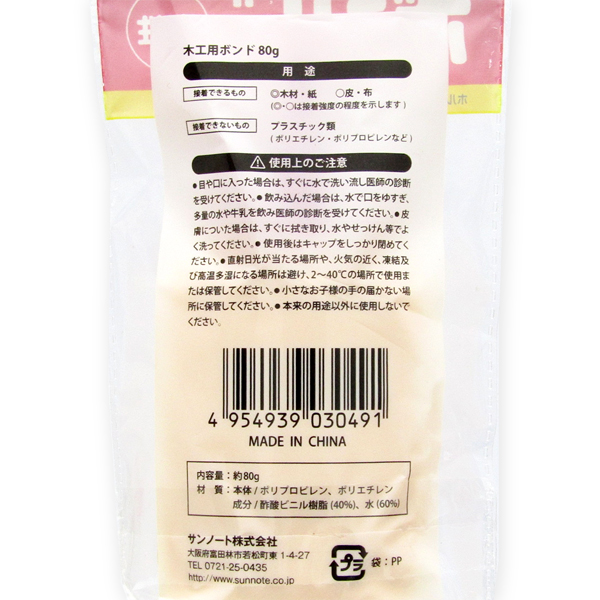 木工用ボンド 80g
用 途
接着できるもの ◎木材・紙 ○皮・布
(◎・○は接着強度の程度を示します)
接着できないもの プラスチック類
(ポリエチレン・ポリプロピレンなど)
使用上のご注意
●目や口に入った場合は、すぐに水で洗い流し医師の診断
を受けてください。●飲み込んだ場合は、水で口をゆすぎ、
多量の水や牛乳を飲み医師の診断を受けてください。●皮
膚についた場合は、すぐに拭き取り、水やせっけん等でよ
く洗ってください。●使用後はキャップをしっかり閉めてく
ださい。●直射日光が当たる場所や、火気の近く、凍結及
び高温多湿になる場所は避け、2～40℃の場所で使用ま
たは保管してください。●小さなお子様の手の届かない場
所に保管してください。●本来の用途以外に使用しないで
ください。
4 954939 030491
MADE IN CHINA
内容量：約80g
材 質：本体/ポリプロピレン、ポリエチレン
成分/酢酸ビニル樹脂(40%)、水(60%)
サンノート株式会社
大阪府富田林市若松町東 1-4-27
TEL 0721-25-0435
http://www.sunnote.co.jp
プラ 袋：PP